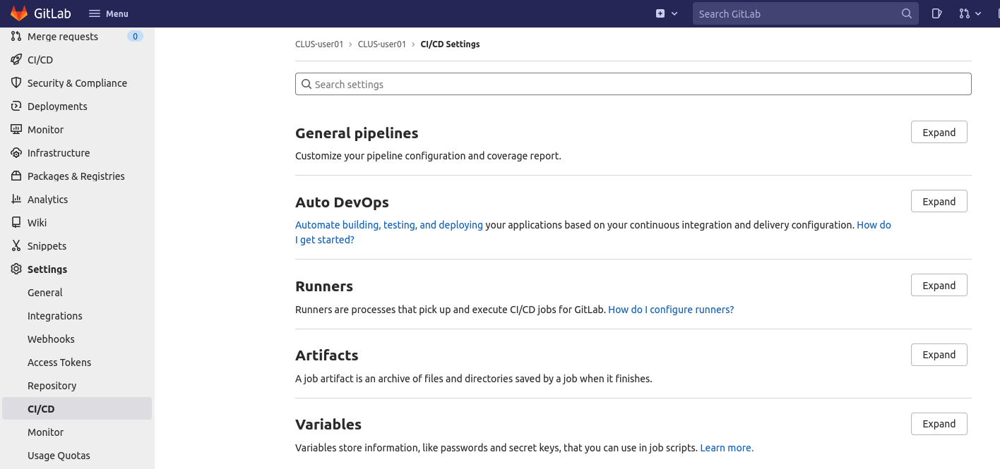 GitLab
Menu
Search GitLab
Merge requests 0
CI/CD
Security & Compliance
Deployments
Monitor
Infrastructure
Packages & Registries
Analytics
Wiki
Snippets
Settings
General
Integrations
Webhooks
Access Tokens
Repository
CI/CD
Monitor
Usage Quotas
CLUS-user01 › CLUS-user01 › CI/CD Settings
Search settings
General pipelines
Expand
Customize your pipeline configuration and coverage report.
Auto DevOps
Expand
Automate building, testing, and deploying your applications based on your continuous integration and delivery configuration. How do
I get started?
Runners
Expand
Runners are processes that pick up and execute CI/CD jobs for GitLab. How do I configure runners?
Artifacts
Expand
A job artifact is an archive of files and directories saved by a job when it finishes.
Variables
Expand
Variables store information, like passwords and secret keys, that you can use in job scripts. Learn more.